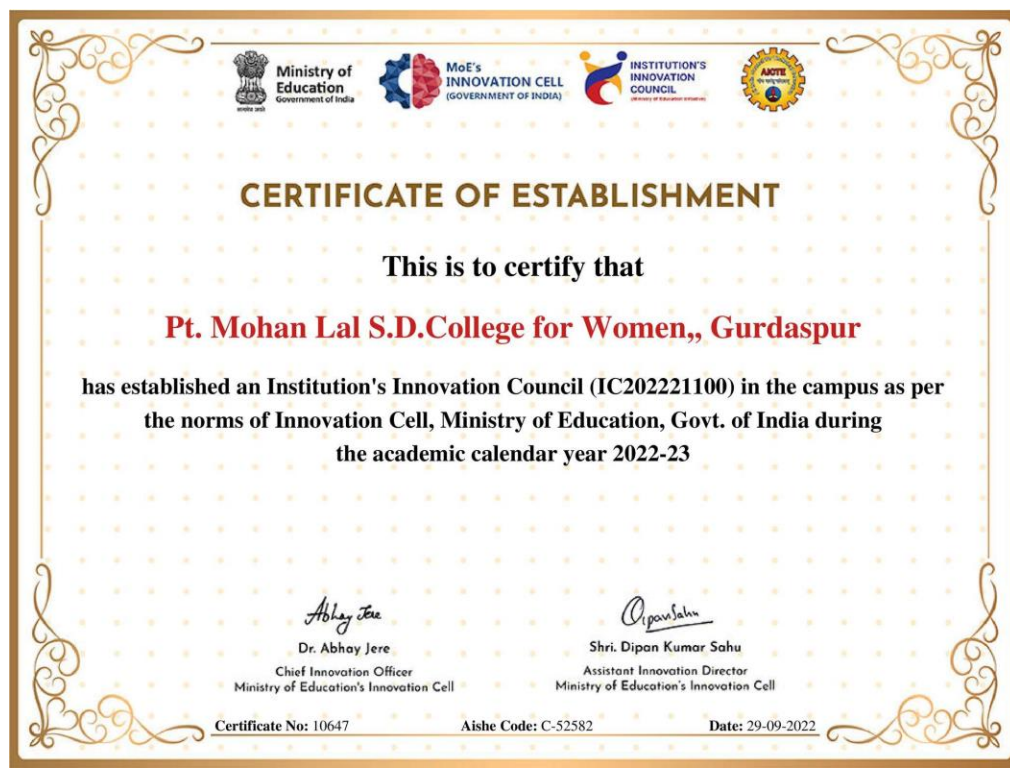 Ministry of
Education
Government of India
MoE's
INNOVATION CELL
(GOVERNMENT OF INDIA)
INSTITUTION'S
INNOVATION
COUNCIL
(Ministry of Education Initiative)
AICTE
CERTIFICATE OF ESTABLISHMENT
This is to certify that
Pt. Mohan Lal S.D.College for Women,, Gurdaspur
has established an Institution's Innovation Council (IC202221100) in the campus as per
the norms of Innovation Cell, Ministry of Education, Govt. of India during
the academic calendar year 2022-23
Abhay Jere
DipanSahu
Dr. Abhay Jere
Shri. Dipan Kumar Sahu
Chief Innovation Officer
Assistant Innovation Director
Ministry of Education's Innovation Cell
Ministry of Education's Innovation Cell
Certificate No: 10647 Aishe Code: C-52582 Date: 29-09-2022